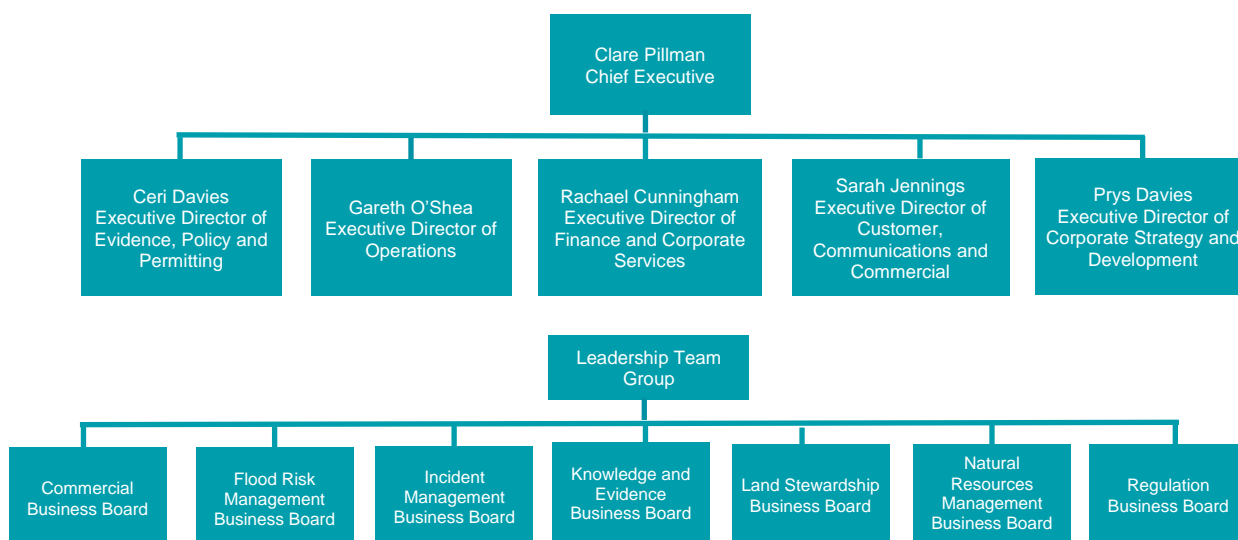 Clare Pillman
Chief Executive
Ceri Davies
Executive Director of
Evidence, Policy and
Permitting
Gareth O’Shea
Executive Director of
Operations
Rachael Cunningham
Executive Director of
Finance and Corporate
Services
Sarah Jennings
Executive Director of
Customer,
Communications and
Commercial
Prys Davies
Executive Director of
Corporate Strategy and
Development
Leadership Team
Group
Commercial
Business Board
Flood Risk
Management
Business Board
Incident
Management
Business Board
Knowledge and
Evidence
Business Board
Land Stewardship
Business Board
Natural
Resources
Management
Business Board
Regulation
Business Board